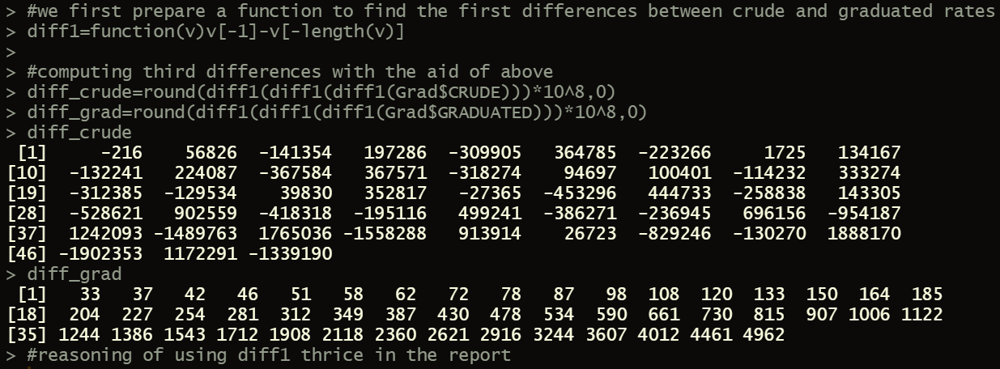 > #we first prepare a function to find the first differences between crude and graduated rates
> diff1=function(v)v[-1]-v[-length(v)]
>
> #computing third differences with the aid of above
> diff_crude=round(diff1(diff1(diff1(Grad$CRUDE)))*10^8,0)
> diff_grad=round(diff1(diff1(diff1(Grad$GRADUATED)))*10^8,0)
> diff_crude
[1] -216 56826 -141354 197286 -309905 364785 -223266 1725 134167
[10] -132241 224087 -367584 367571 -318274 94697 100401 -114232 333274
[19] -312385 -129534 39830 352817 -27365 -453296 444733 -258838 143305
[28] -528621 902559 -418318 -195116 499241 -386271 -236945 696156 -954187
[37] 1242093 -1489763 1765036 -1558288 913914 26723 -829246 -130270 1888170
[46] -1902353 1172291 -1339190
> diff_grad
[1] 33 37 42 46 51 58 62 72 78 87 98 108 120 133 150 164 185
[18] 204 227 254 281 312 349 387 430 478 534 590 661 730 815 907 1006 1122
[35] 1244 1386 1543 1712 1908 2118 2360 2621 2916 3244 3607 4012 4461 4962
> #reasoning of using diff1 thrice in the report